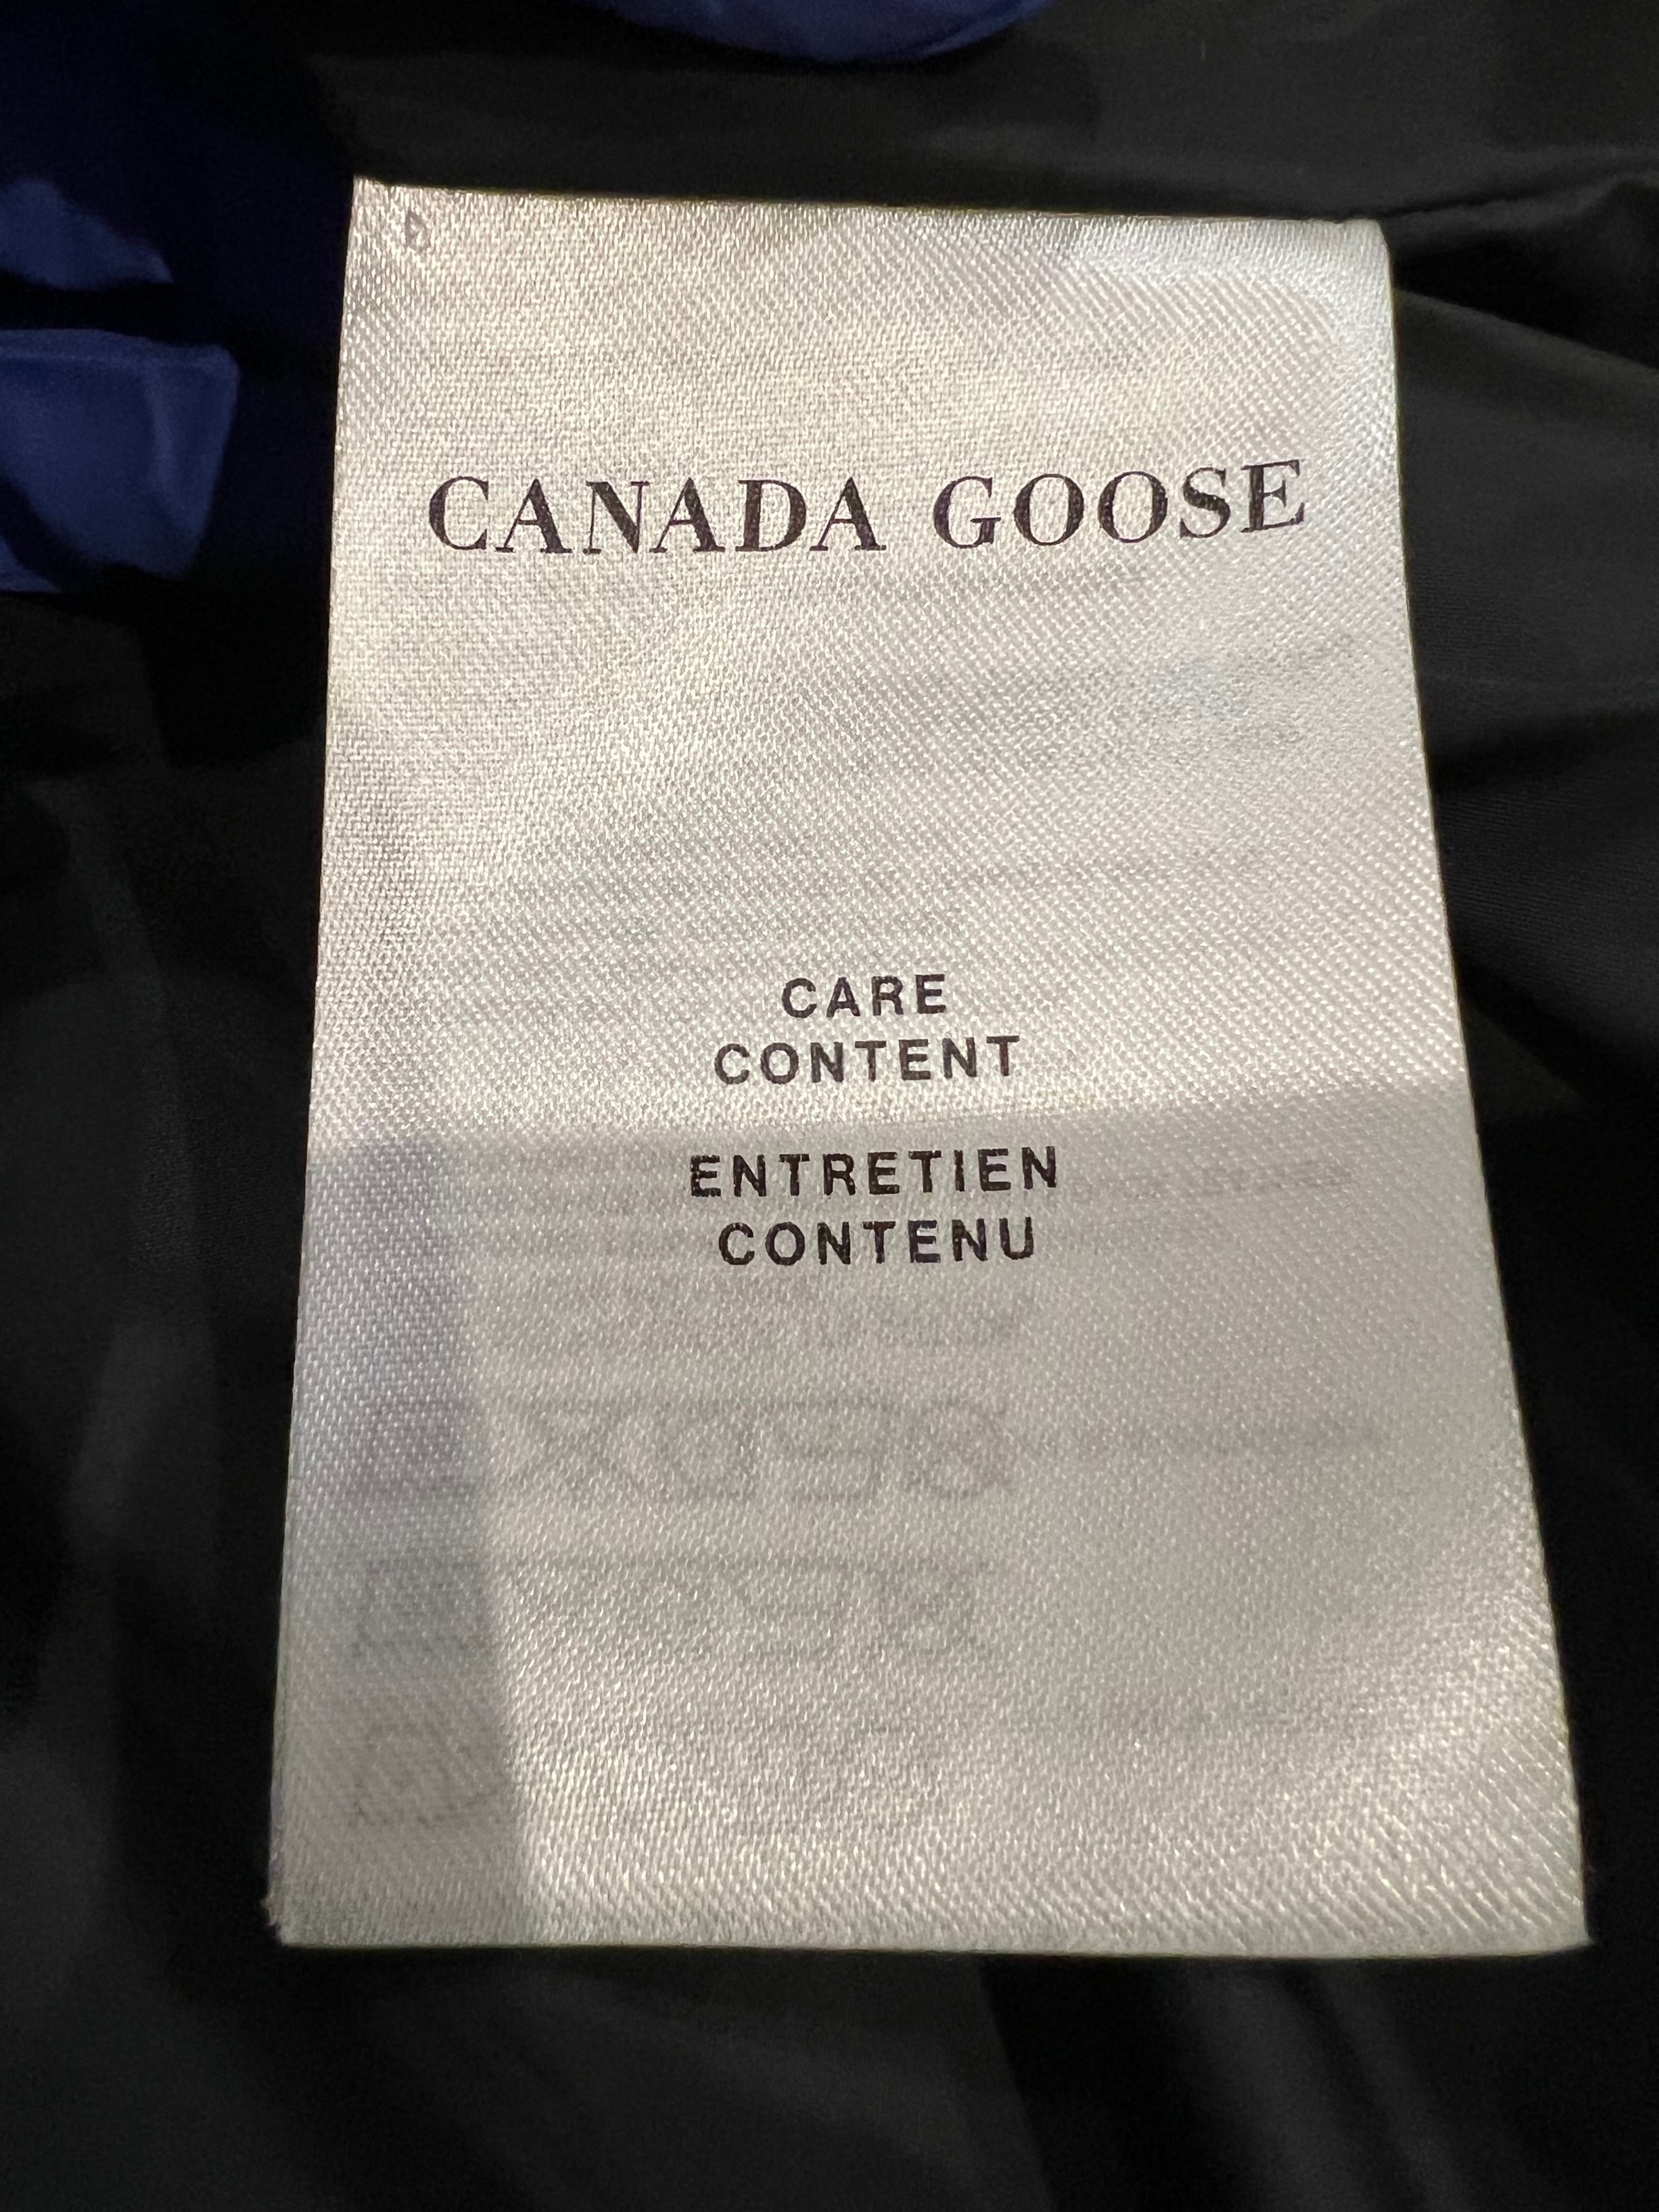 CANADA GOOSE
CARE
CONTENT
ENTRETIEN
CONTENU